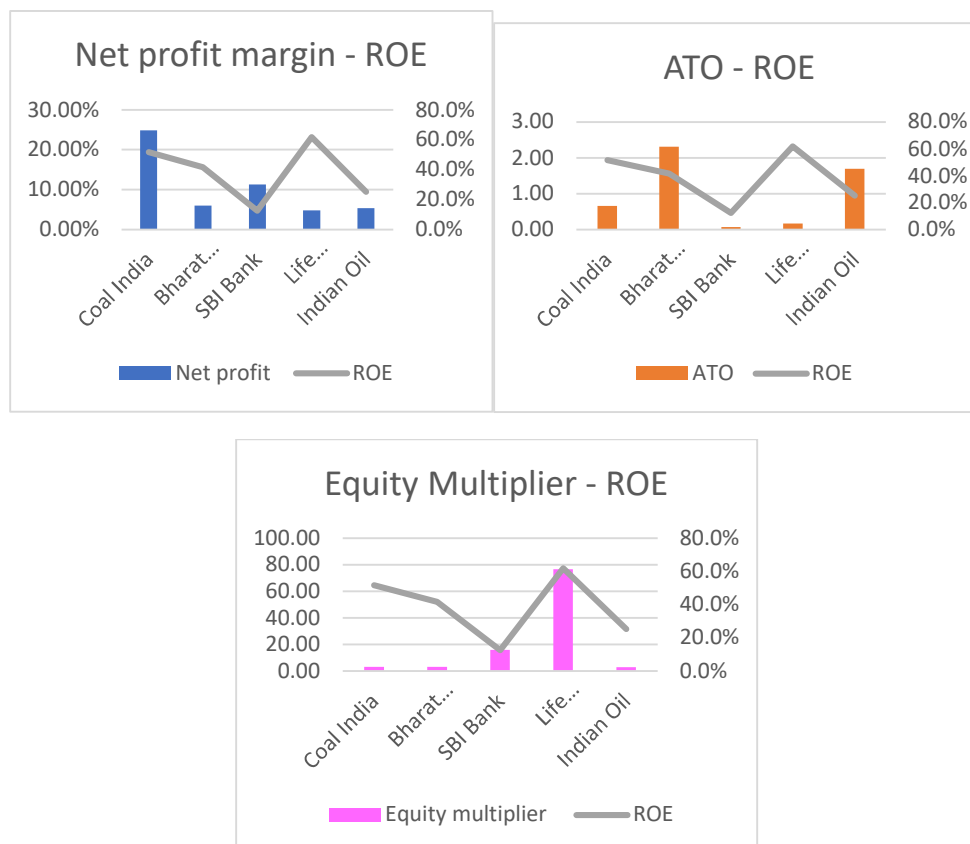 Net profit margin - ROE
30.00%
20.00%
10.00%
0.00%
80.0%
60.0%
40.0%
20.0%
0.0%
Coal India
Bharat...
SBI Bank
Life...
Indian Oil
Net profit
ROE
ATO - ROE
3.00
2.00
1.00
0.00
80.0%
60.0%
40.0%
20.0%
0.0%
Coal India
Bharat...
SBI Bank
Life...
Indian Oil
ATO
ROE
Equity Multiplier - ROE
100.00
80.00
60.00
40.00
20.00
0.00
80.0%
60.0%
40.0%
20.0%
0.0%
Coal India
Bharat...
SBI Bank
Life...
Indian Oil
Equity multiplier
ROE